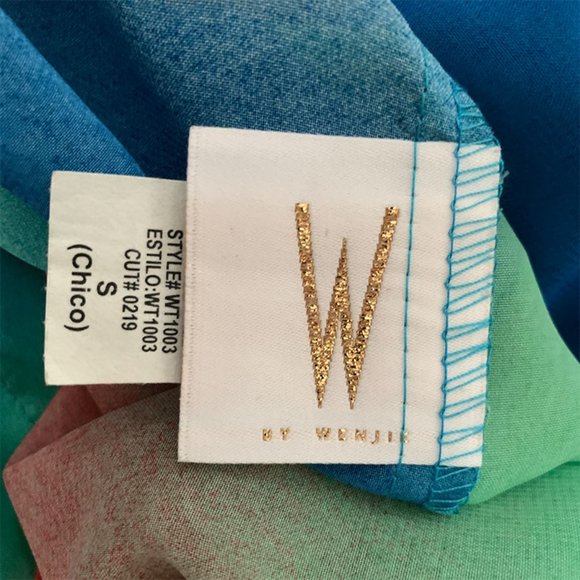 W
BY WENJIE
STYLE# WT1003
ESTILO:WT1003
CUT# 0219
S
(Chico)